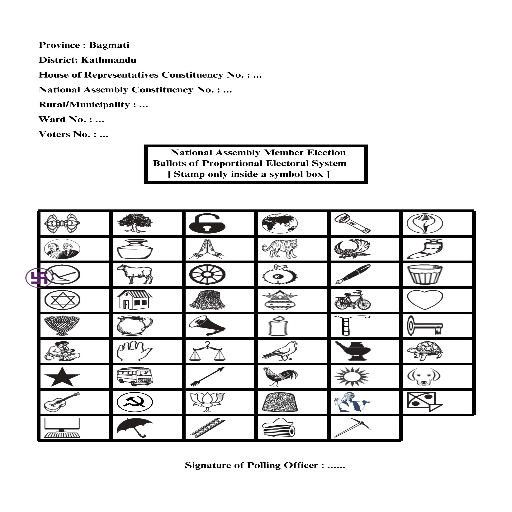 Province : Bagmati
District: Kathmandu
House of Representatives Constituency No. : ...
National Assembly Constituency No. : ...
Rural/Municipality : ...
Ward No. : ...
Voters No. : ...
National Assembly Member Election
Ballots of Proportional Electoral System
[ Stamp only inside a symbol box ]
Signature of Polling Officer : ......